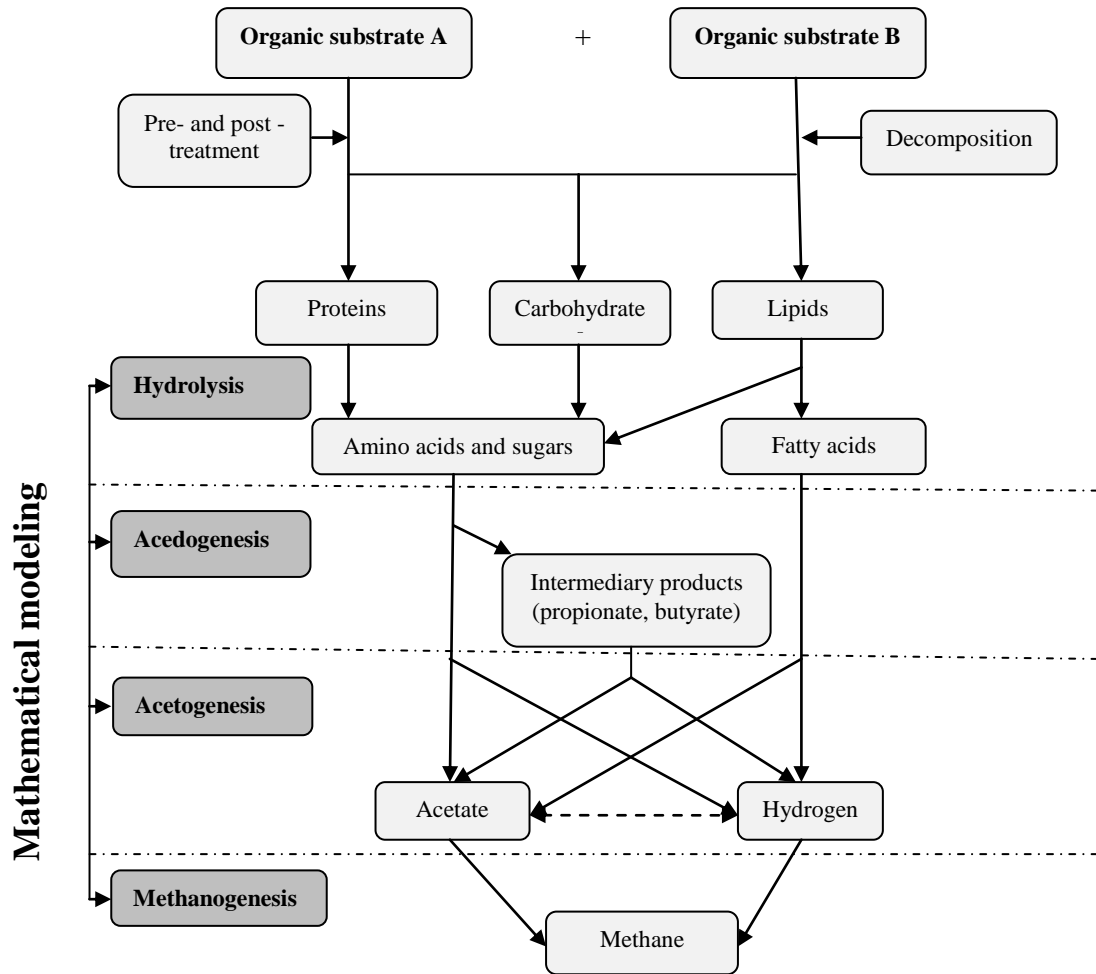 Organic substrate A
+
Organic substrate B
Pre- and post -
treatment
Decomposition
Proteins
Carbohydrate
Lipids
Hydrolysis
Amino acids and sugars
Fatty acids
Mathematical modeling
Acedogenesis
Intermediary products
(propionate, butyrate)
Acetogenesis
Acetate
Hydrogen
Methanogenesis
Methane